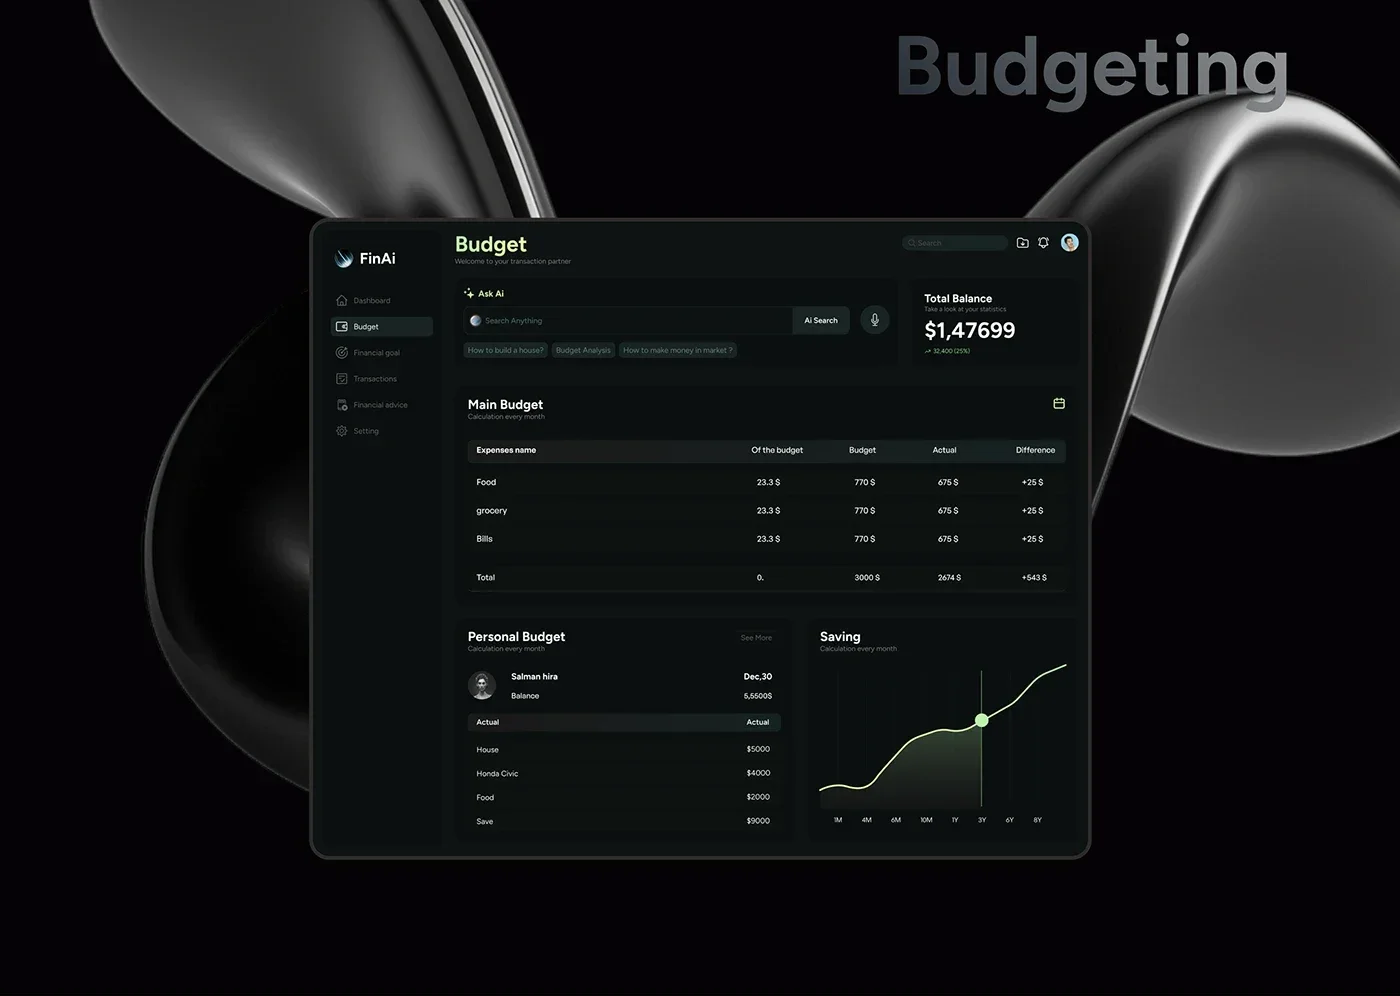 Budgeting
FinAi
Dashboard
Budget
Financial goal
Transactions
Financial advice
Setting
Budget
Welcome to your transaction partner
Search
Ask Ai
Search Anything
Ai Search
How to build a house?
Budget Analysis
How to make money in market ?
Total Balance
Take a look at your statistics
$1,47699
32,400 (25%)
Main Budget
Calculation every month
Expenses name Of the budget Budget Actual Difference
Food 23.3 $ 770 $ 675 $ +25 $
grocery 23.3 $ 770 $ 675 $ +25 $
Bills 23.3 $ 770 $ 675 $ +25 $
Total 0. 3000 $ 2674 $ +543 $
Personal Budget See More
Calculation every month
Salman hira Dec,30
Balance 5,5500$
Actual Actual
House $5000
Honda Civic $4000
Food $2000
Save $9000
Saving
Calculation every month
1M 4M 6M 10M 1Y 3Y 6Y 8Y